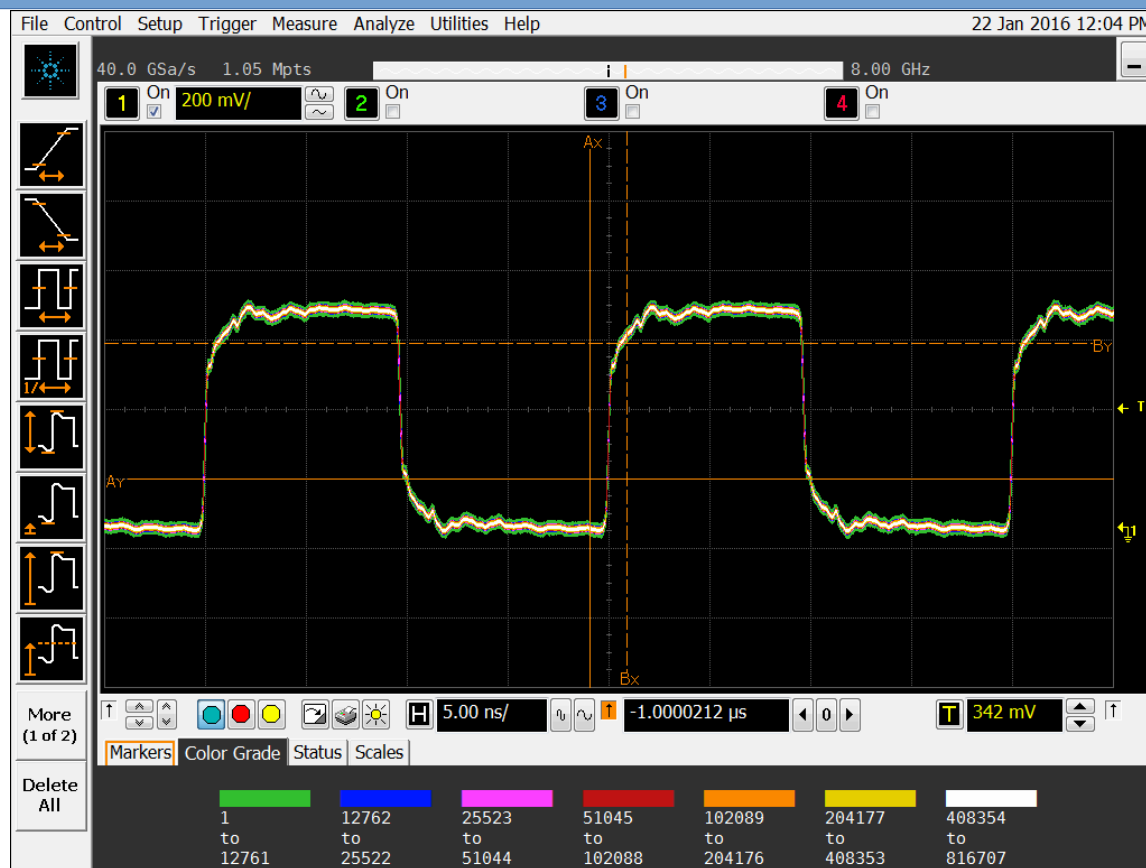 File Control Setup Trigger Measure Analyze Utilities Help 22 Jan 2016 12:04 PM
40.0 GSa/s 1.05 Mpts 8.00 GHz
1 On 200 mV/ 2 On 3 On 4 On
Ax
BY
T
AY
1
Bx
1/
More
(1 of 2)
Delete
All
H 5.00 ns/ -1.0000212 µs 0 T 342 mV
Markers Color Grade Status Scales
1 12762 25523 51045 102089 204177 408354
to to to to to to to
12761 25522 51044 102088 204176 408353 816707